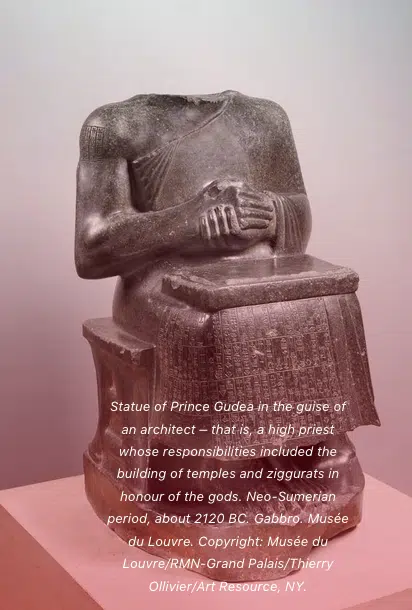 Statue of Prince Gudea in the guise of
an architect – that is, a high priest
whose responsibilities included the
building of temples and ziggurats in
honour of the gods. Neo-Sumerian
period, about 2120 BC. Gabbro. Musée
du Louvre. Copyright: Musée du
Louvre/RMN-Grand Palais/Thierry
Ollivier/Art Resource, NY.